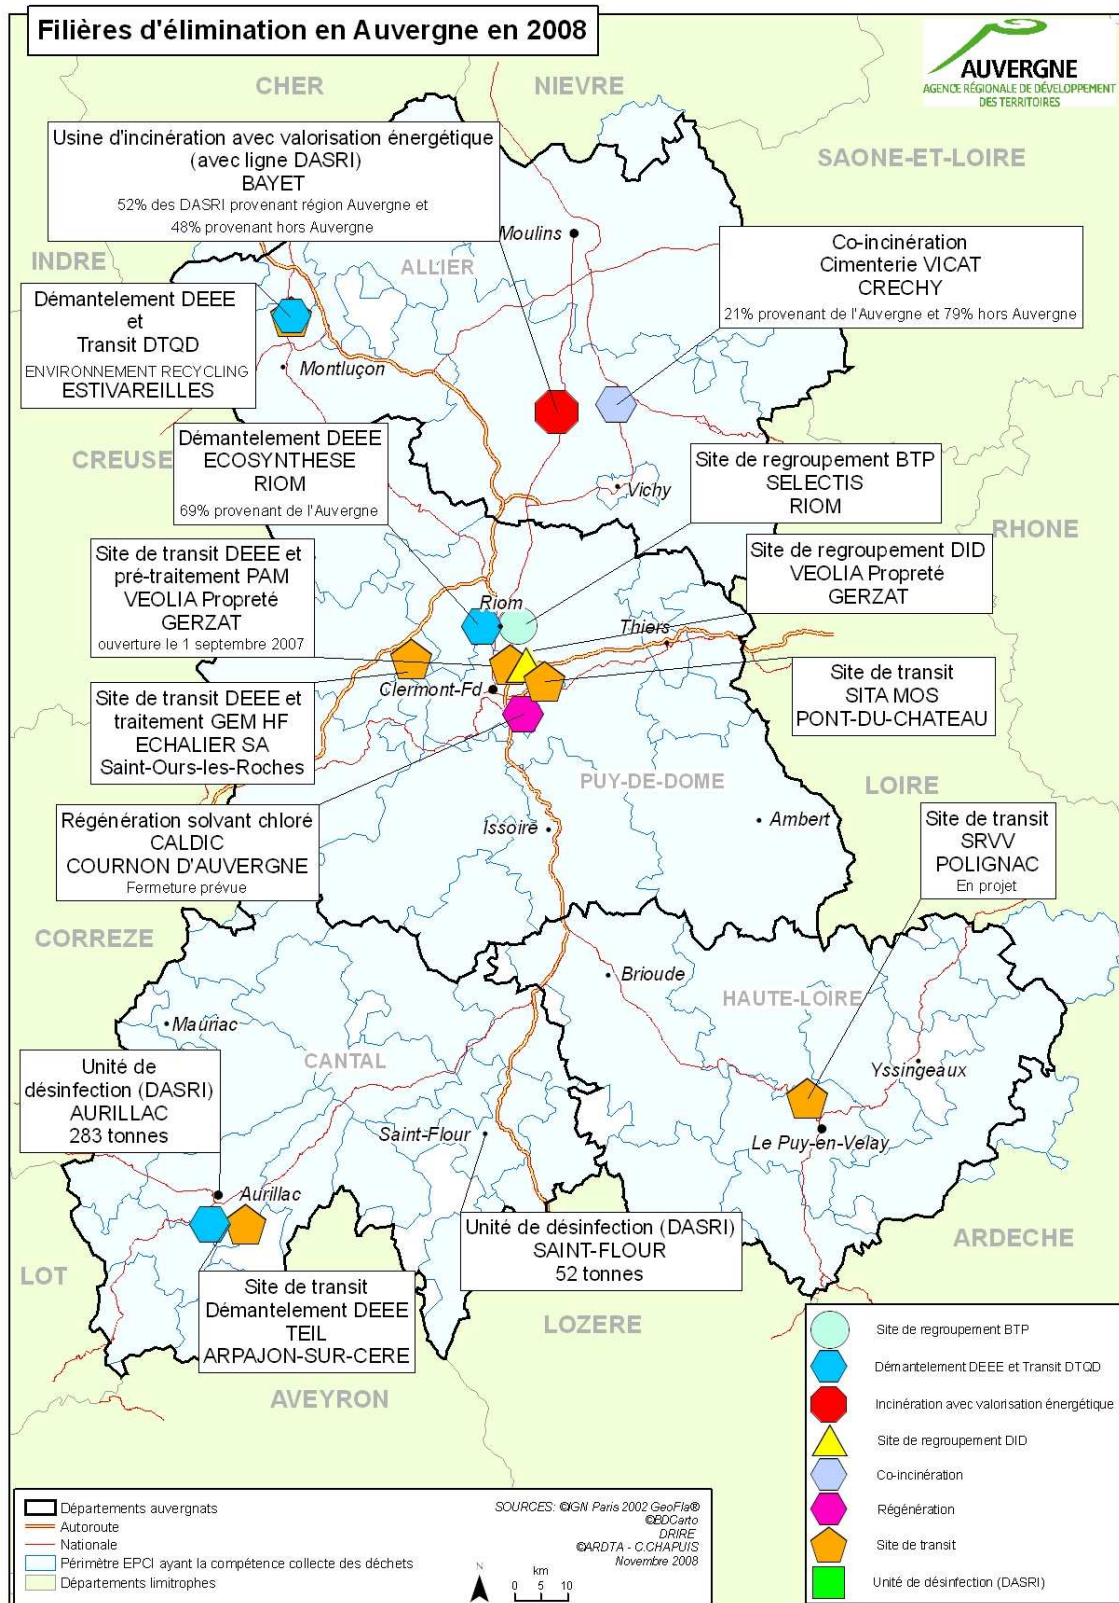 Filières d'élimination en Auvergne en 2008
AUVERGNE
AGENCE RÉGIONALE DE DÉVELOPPEMENT
DES TERRITOIRES
CHER
NIEVRE
SAONE-ET-LOIRE
Usine d'incinération avec valorisation énergétique
(avec ligne DASRI)
BAYET
52% des DASRI provenant région Auvergne et
48% provenant hors Auvergne
Moulins
INDRE
ALLIER
Co-incinération
Cimenterie VICAT
CRECHY
21% provenant de l'Auvergne et 79% hors Auvergne
Démantelement DEEE
et
Transit DTQD
ENVIRONNEMENT RECYCLING
ESTIVAREILLES
Montluçon
CREUSE
Démantelement DEEE
ECOSYNTHESE
RIOM
69% provenant de l'Auvergne
Site de regroupement BTP
SELECTIS
RIOM
Vichy
RHONE
Site de transit DEEE et
pré-traitement PAM
VEOLIA Propreté
GERZAT
ouverture le 1 septembre 2007
Site de regroupement DID
VEOLIA Propreté
GERZAT
Riom
Thiers
Clermont-Fd
Site de transit
SITA MOS
PONT-DU-CHATEAU
Site de transit DEEE et
traitement GEM HF
ECHALIER SA
Saint-Ours-les-Roches
PUY-DE-DOME
LOIRE
Régénération solvant chloré
CALDIC
COURNON D'AUVERGNE
Fermeture prévue
Issoire
Ambert
Site de transit
SRVV
POLIGNAC
En projet
CORREZE
Brioude
HAUTE-LOIRE
Mauriac
CANTAL
Yssingeaux
Unité de
désinfection (DASRI)
AURILLAC
283 tonnes
Saint-Flour
Le Puy-en-Velay
Aurillac
Unité de désinfection (DASRI)
SAINT-FLOUR
52 tonnes
ARDECHE
LOT
Site de transit
Démantelement DEEE
TEIL
ARPAJON-SUR-CERE
LOZERE
AVEYRON
Site de regroupement BTP
Démantelement DEEE et Transit DTQD
Incinération avec valorisation énergétique
Site de regroupement DID
Co-incinération
Régénération
Site de transit
Unité de désinfection (DASRI)
Départements auvergnats
Autoroute
Nationale
Périmètre EPCI ayant la compétence collecte des déchets
Départements limitrophes
SOURCES: ©IGN Paris 2002 GeoFla®
©BDCarto
DRIRE
©ARDTA - C.CHAPUIS
Novembre 2008
N
km
0 5 10